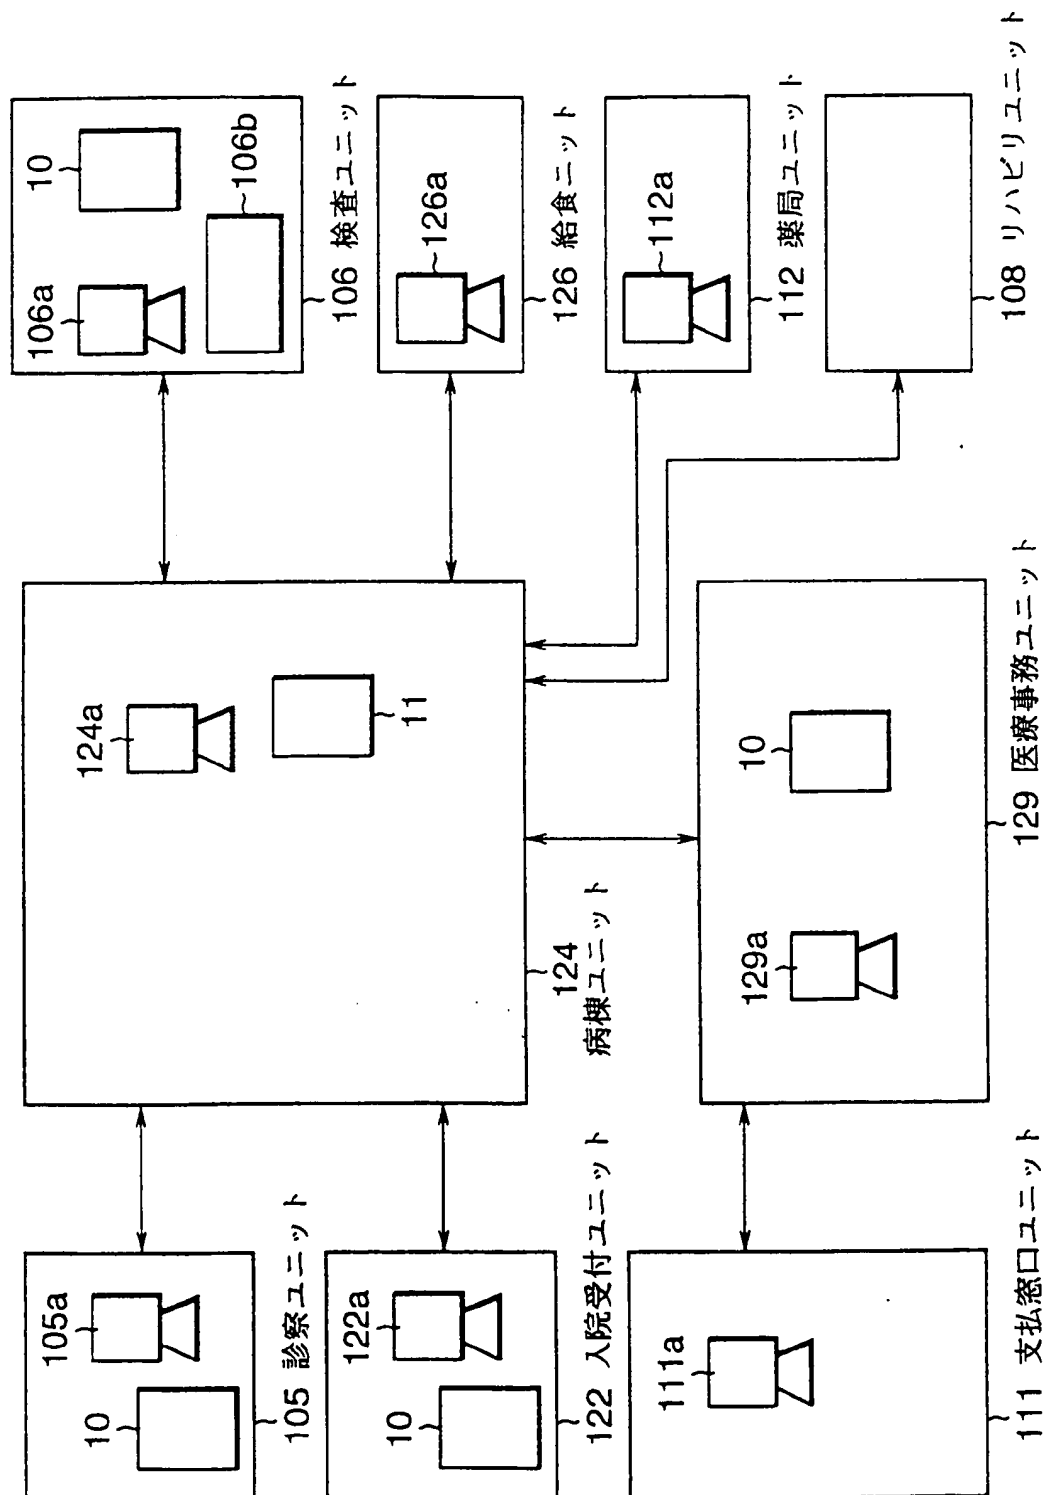 10
105a
105 診察ユニット
10
122a
122 入院受付ユニット
111a
111 支払窓口ユニット
124a
11
124
病棟ユニット
129a
10
129 医療事務ユニット
106a
10
106b
106 検査ユニット
126a
126 給食ニット
112a
112 薬局ユニット
108 リハビリユニット